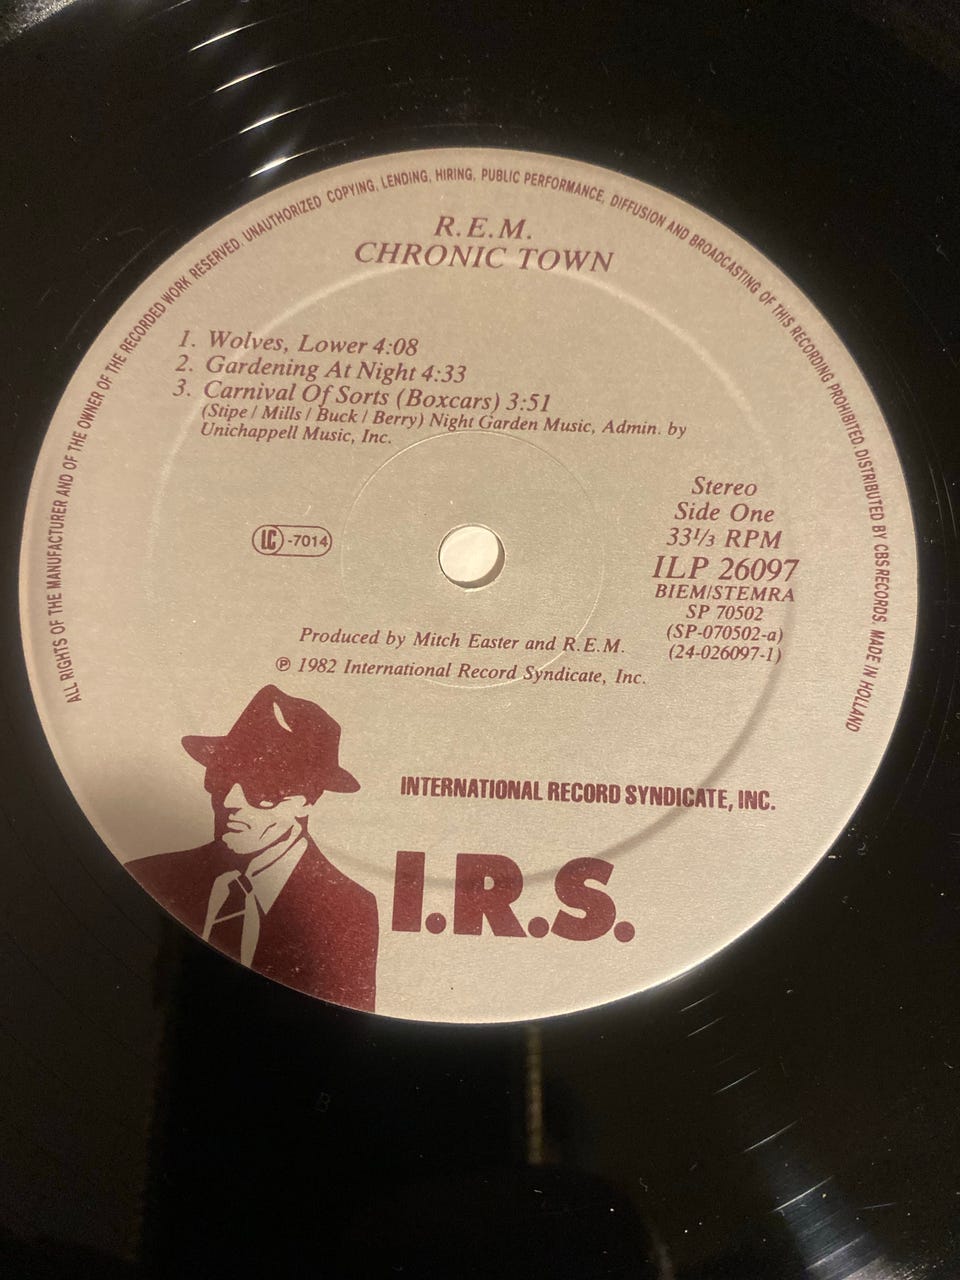 ALL RIGHTS OF THE MANUFACTURER AND OF THE OWNER OF THE RECORDED WORK RESERVED. UNAUTHORIZED COPYING, LENDING, HIRING, PUBLIC PERFORMANCE, DIFFUSION AND BROADCASTING OF THIS RECORDING PROHIBITED. DISTRIBUTED BY CBS RECORDS. MADE IN HOLLAND
R.E.M.
CHRONIC TOWN
1. Wolves, Lower 4:08
2. Gardening At Night 4:33
3. Carnival Of Sorts (Boxcars) 3:51
(Stipe / Mills / Buck / Berry) Night Garden Music, Admin. by
Unichappell Music, Inc.
Stereo
Side One
33⅓ RPM
ILP 26097
BIEM/STEMRA
SP 70502
(SP-070502-a)
(24-026097-1)
LC -7014
Produced by Mitch Easter and R.E.M.
℗ 1982 International Record Syndicate, Inc.
INTERNATIONAL RECORD SYNDICATE, INC.
I.R.S.